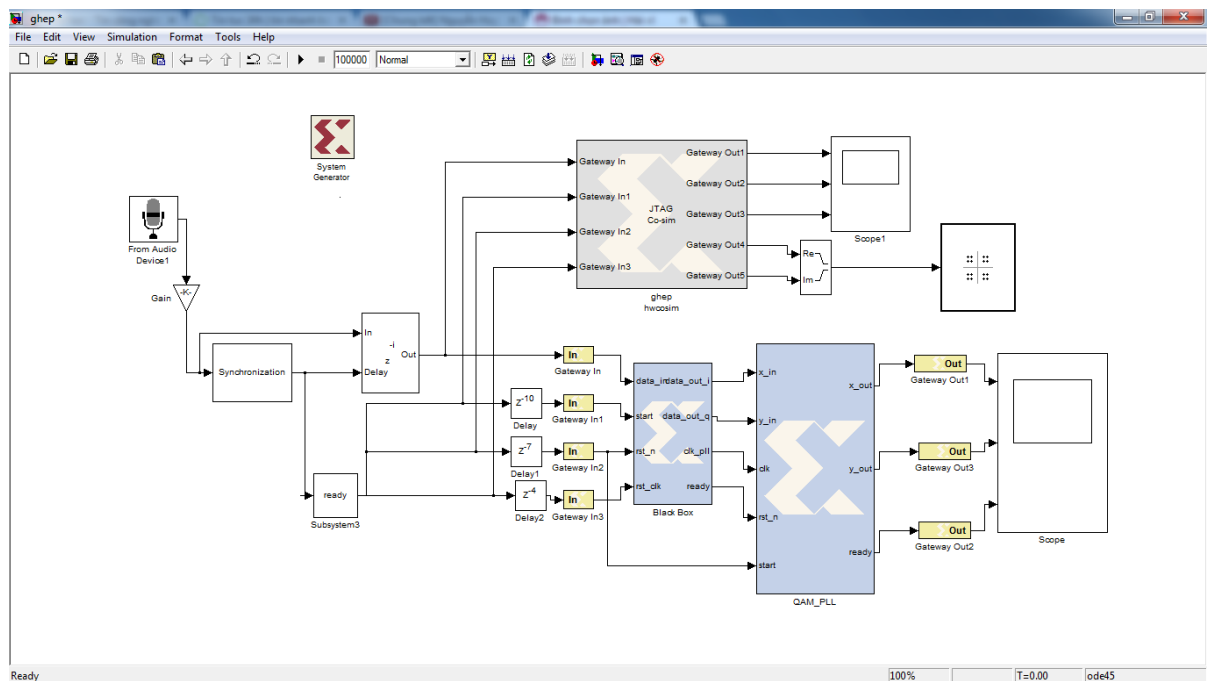 ghep *
File Edit View Simulation Format Tools Help
100000 Normal
System
Generator
From Audio
Device1
Gain
-K-
Synchronization
In
Delay
-i
z
Out
ready
Subsystem3
Gateway In
Gateway In1
Gateway In2
Gateway In3
JTAG
Co-sim
Gateway Out1
Gateway Out2
Gateway Out3
Gateway Out4
Gateway Out5
ghep
hwcosim
Scope1
Re
Im
z-10
Delay
z-7
Delay1
z-4
Delay2
In
Gateway In
In
Gateway In1
In
Gateway In2
In
Gateway In3
data_in
start
rst_n
rst_clk
data_out_i
data_out_q
clk_pll
ready
Black Box
x_in
y_in
clk
rst_n
start
x_out
y_out
ready
QAM_PLL
Out
Gateway Out1
Out
Gateway Out3
Out
Gateway Out2
Scope
Ready 100% T=0.00 ode45